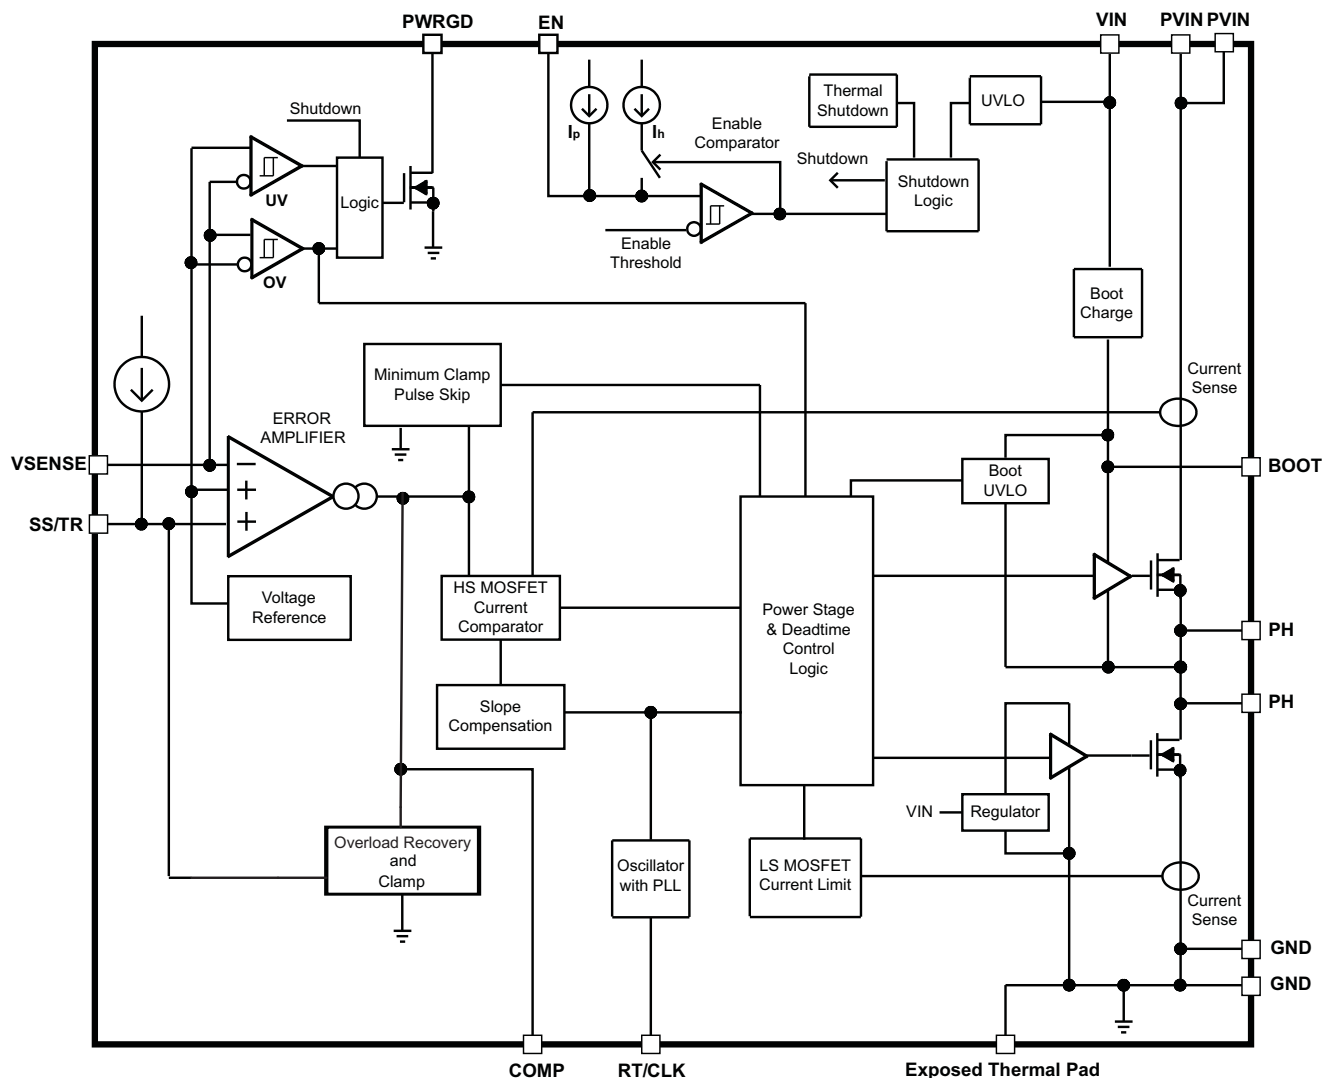 PWRGD
EN
VIN
PVIN
PVIN
Shutdown
Ip
Ih
Enable
Comparator
Thermal
Shutdown
UVLO
Shutdown
UV
Logic
Shutdown
Logic
Enable
Threshold
OV
Boot
Charge
Minimum Clamp
Pulse Skip
Current
Sense
ERROR
AMPLIFIER
VSENSE
BOOT
Boot
UVLO
SS/TR
Voltage
Reference
HS MOSFET
Current
Comparator
Power Stage
& Deadtime
Control
Logic
PH
Slope
Compensation
PH
VIN
Regulator
Overload Recovery
and
Clamp
Oscillator
with PLL
LS MOSFET
Current Limit
Current
Sense
GND
GND
COMP
RT/CLK
Exposed Thermal Pad